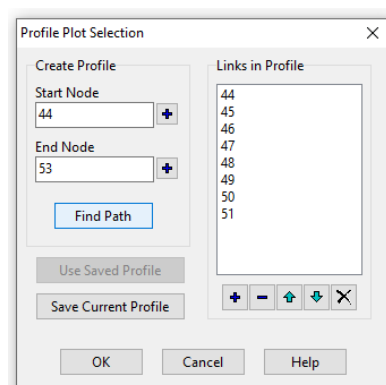 Profile Plot Selection
Create Profile
Start Node
44
End Node
53
Find Path
Use Saved Profile
Save Current Profile
Links in Profile
44
45
46
47
48
49
50
51
OK
Cancel
Help